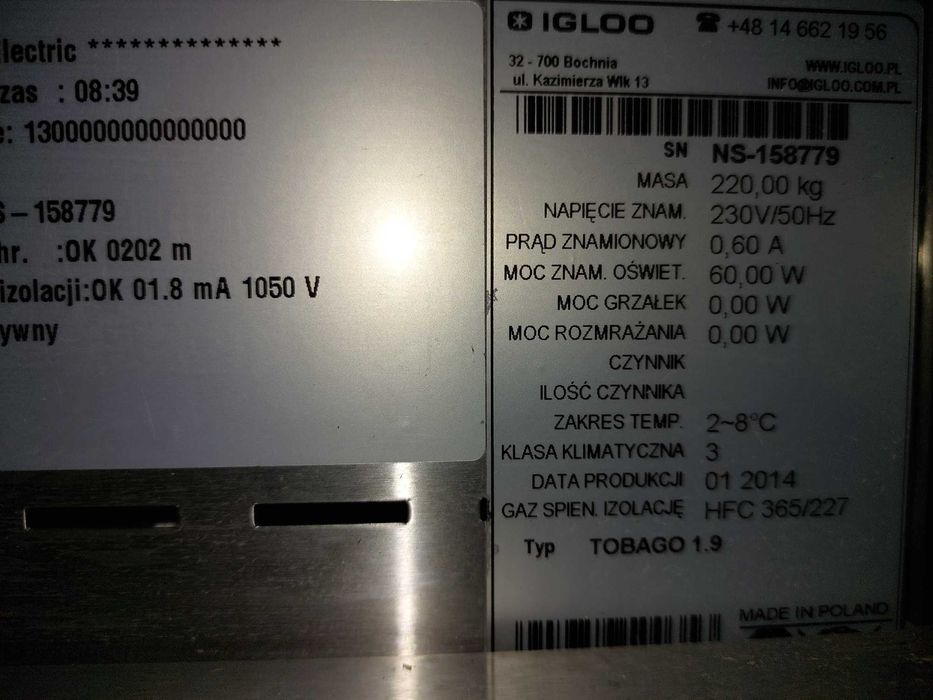 lectric **************
zas : 08:39
e: 1300000000000000
S-158779
hr. :OK 0202 m
izolacji:OK 01.8 mA 1050 V
ywny
IGLOO ☎ +48 14 662 19 56
32 - 700 Bochnia WWW.IGLOO.PL
ul. Kazimierza Wlk 13 INFO@IGLOO.COM.PL
SN NS-158779
MASA 220,00 kg
NAPIĘCIE ZNAM. 230V/50Hz
PRĄD ZNAMIONOWY 0,60 A
MOC ZNAM. OŚWIET. 60,00 W
MOC GRZAŁEK 0,00 W
MOC ROZMRAŻANIA 0,00 W
CZYNNIK
ILOŚĆ CZYNNIKA
ZAKRES TEMP. 2~8°C
KLASA KLIMATYCZNA 3
DATA PRODUKCJI 01 2014
GAZ SPIEN. IZOLACJĘ HFC 365/227
Typ TOBAGO 1.9
MADE IN POLAND